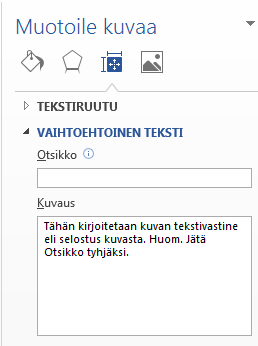 Muotoile kuvaa
TEKSTIRUUTU
VAIHTOEHTOINEN TEKSTI
Otsikko
Kuvaus
Tähän kirjoitetaan kuvan tekstivastine
eli selostus kuvasta. Huom. Jätä
Otsikko tyhjäksi.